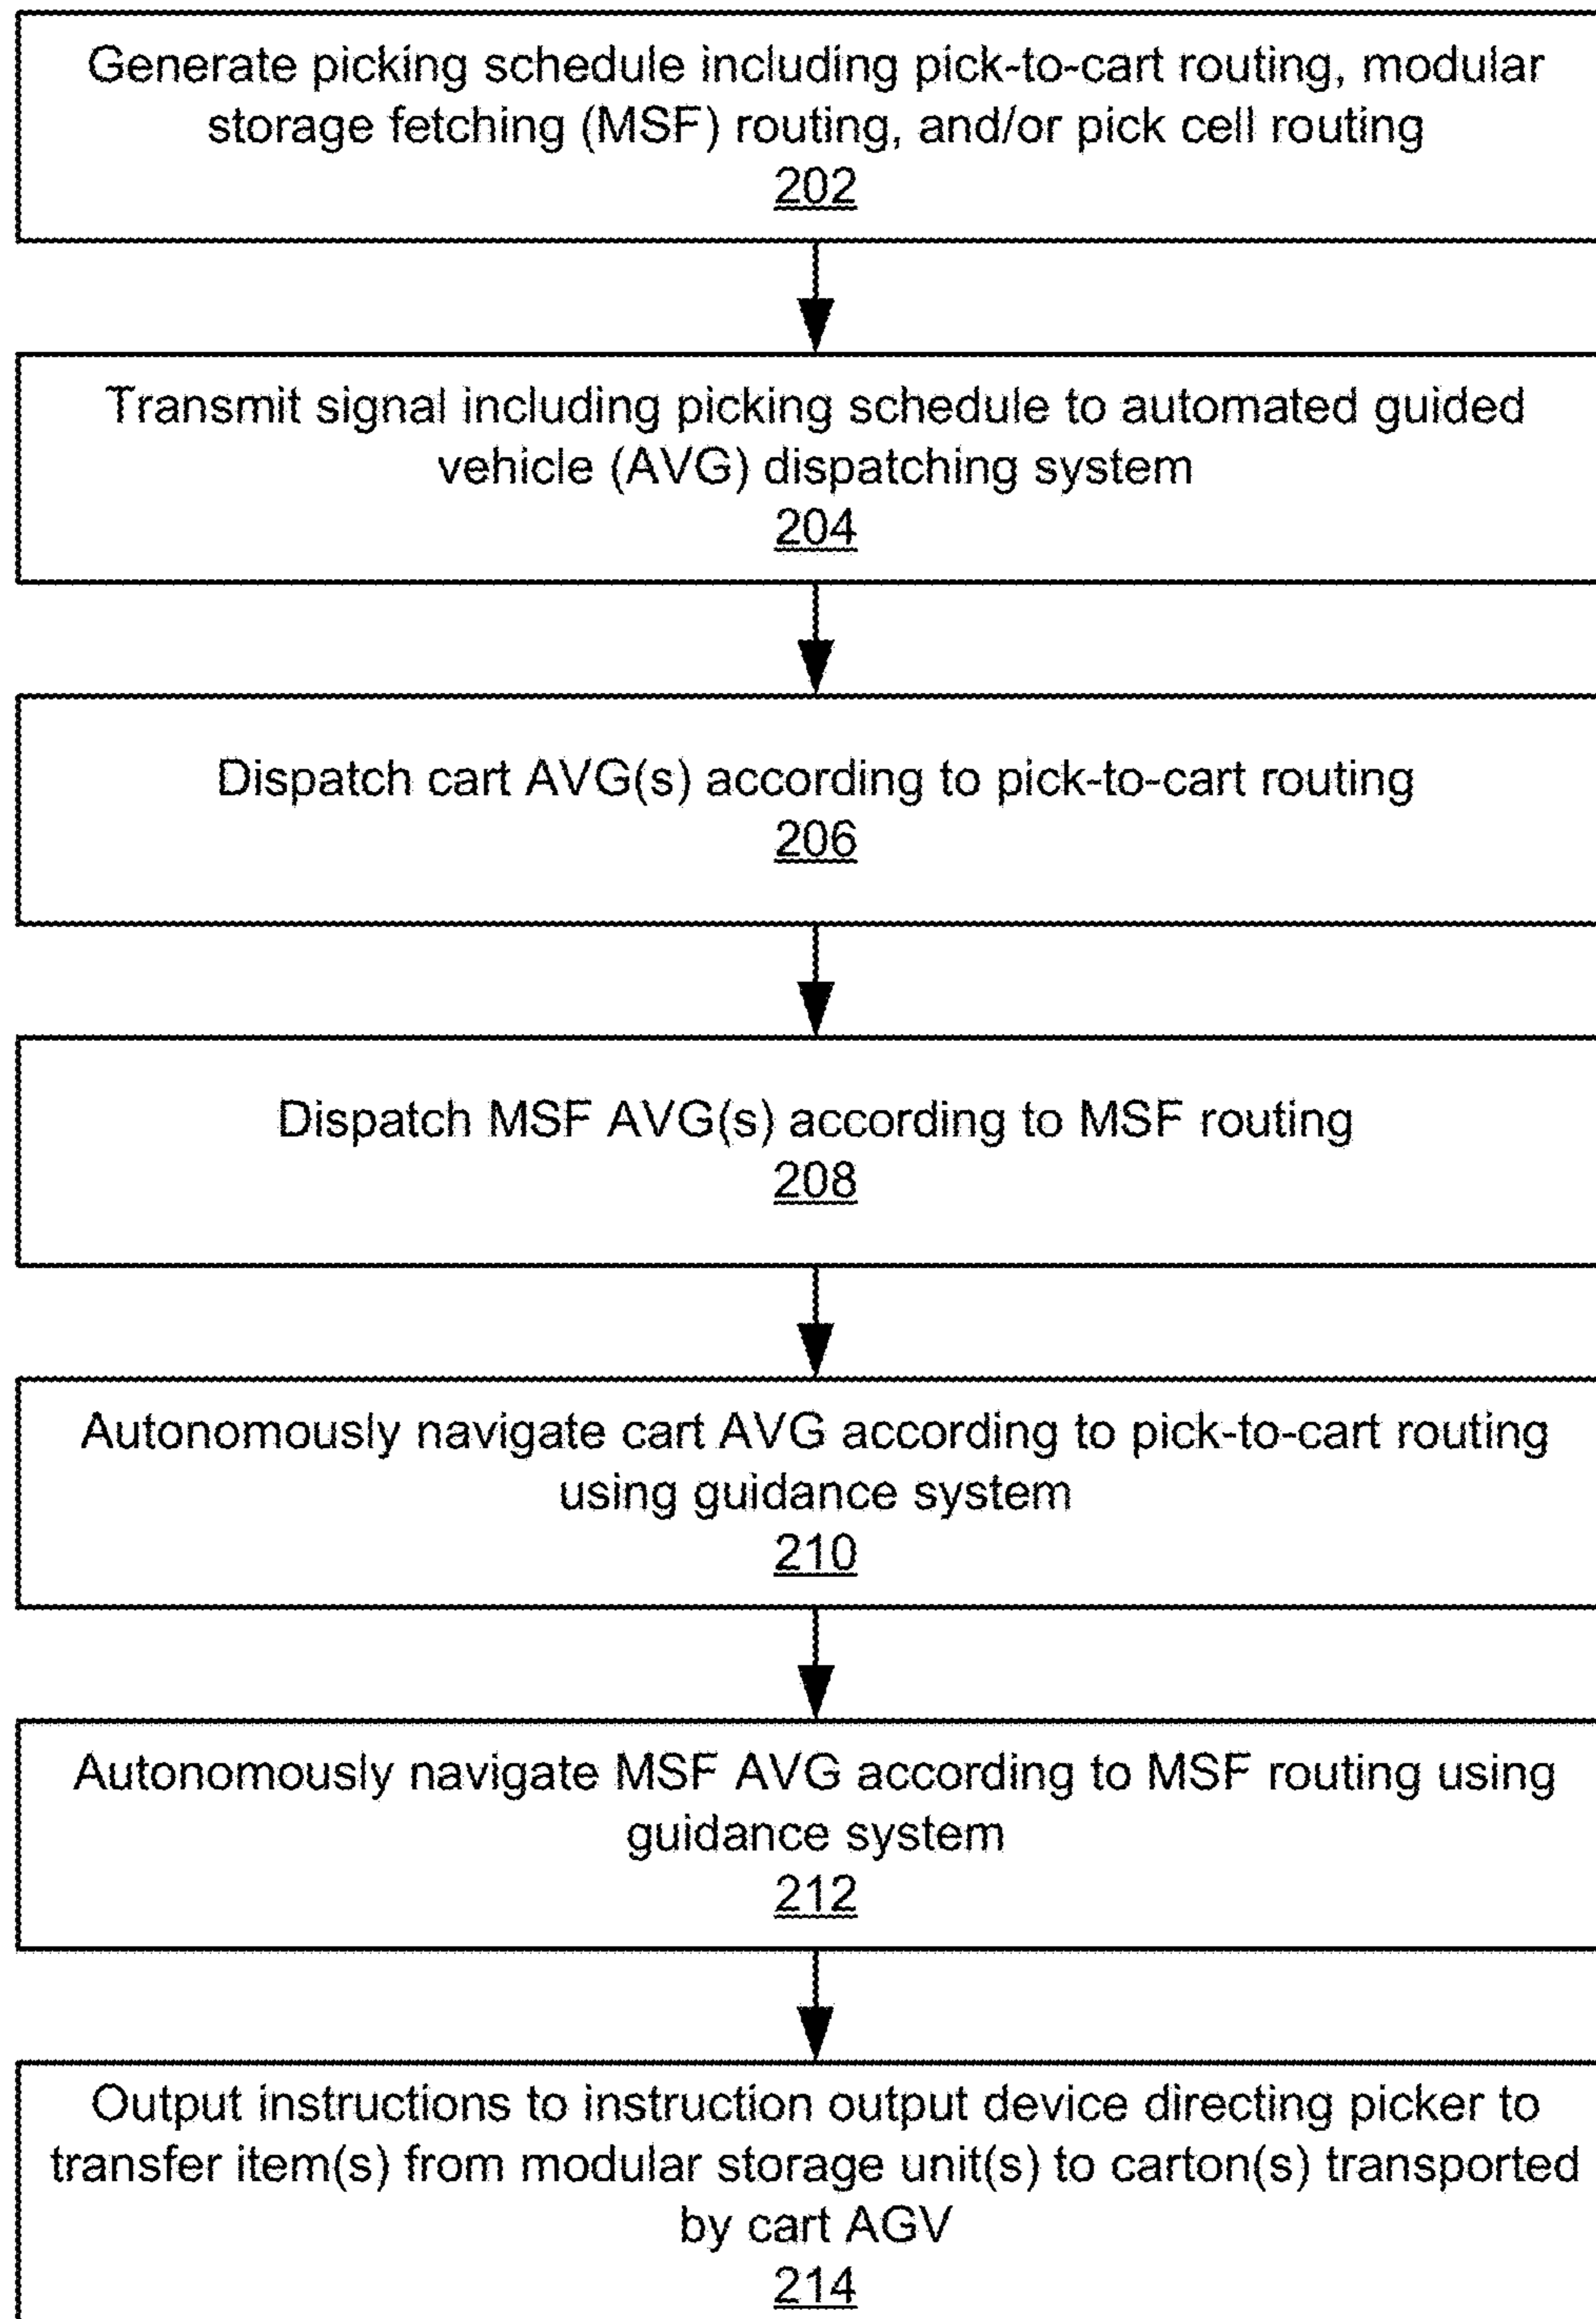 Generate picking schedule including pick-to-cart routing, modular
storage fetching (MSF) routing, and/or pick cell routing
202
Transmit signal including picking schedule to automated guided
vehicle (AVG) dispatching system
204
Dispatch cart AVG(s) according to pick-to-cart routing
206
Dispatch MSF AVG(s) according to MSF routing
208
Autonomously navigate cart AVG according to pick-to-cart routing
using guidance system
210
Autonomously navigate MSF AVG according to MSF routing using
guidance system
212
Output instructions to instruction output device directing picker to
transfer item(s) from modular storage unit(s) to carton(s) transported
by cart AGV
214